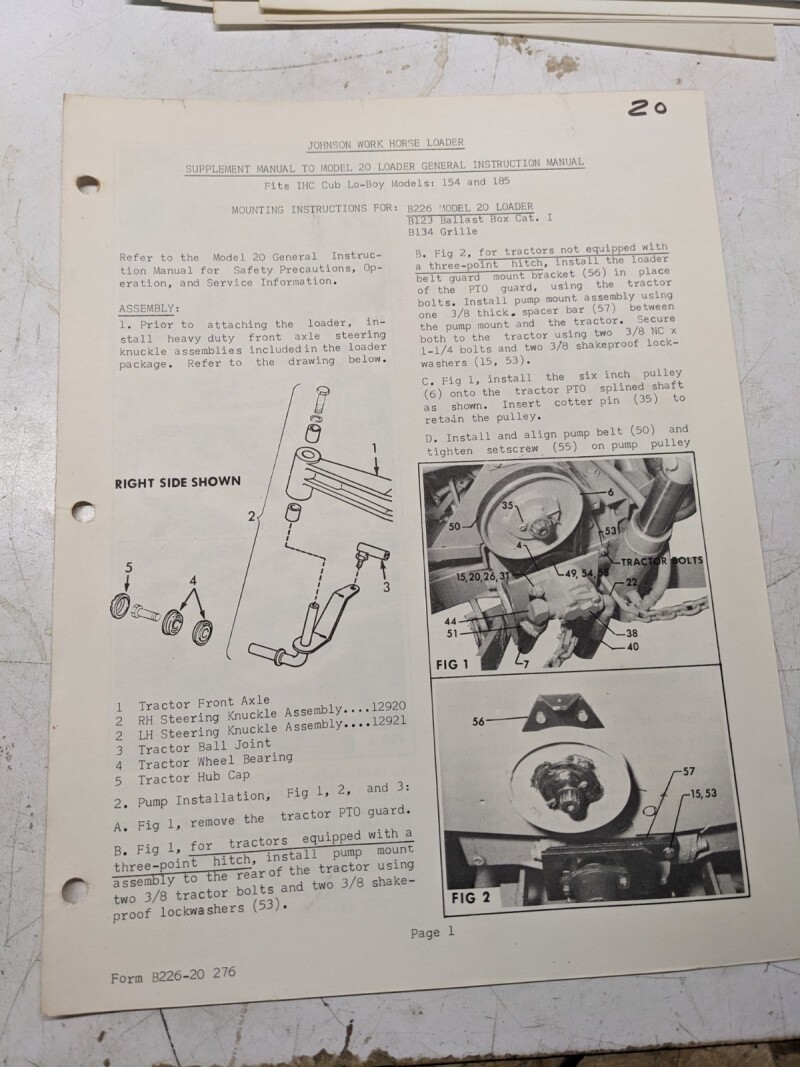 20
JOHNSON WORK HORSE LOADER
SUPPLEMENT MANUAL TO MODEL 20 LOADER GENERAL INSTRUCTION MANUAL
Fits IHC Cub Lo-Boy Models: 154 and 185
MOUNTING INSTRUCTIONS FOR: B226 MODEL 20 LOADER
B123 Ballast Box Cat. I
B134 Grille
Refer to the Model 20 General Instruc-
tion Manual for Safety Precautions, Op-
eration, and Service Information.
ASSEMBLY:
1. Prior to attaching the loader, in-
stall heavy duty front axle steering
knuckle assemblies included in the loader
package. Refer to the drawing below.
RIGHT SIDE SHOWN
1
2
3
4
5
1 Tractor Front Axle
2 RH Steering Knuckle Assembly....12920
2 LH Steering Knuckle Assembly....12921
3 Tractor Ball Joint
4 Tractor Wheel Bearing
5 Tractor Hub Cap
2. Pump Installation, Fig 1, 2, and 3:
A. Fig 1, remove the tractor PTO guard.
B. Fig 1, for tractors equipped with a
three-point hitch, install pump mount
assembly to the rear of the tractor using
two 3/8 tractor bolts and two 3/8 shake-
proof lockwashers (53).
B. Fig 2, for tractors not equipped with
a three-point hitch, install the loader
belt guard mount bracket (56) in place
of the PTO guard, using the tractor
bolts. Install pump mount assembly using
one 3/8 thick. spacer bar (57) between
the pump mount and the tractor. Secure
both to the tractor using two 3/8 NC x
1-1/4 bolts and two 3/8 shakeproof lock-
washers (15, 53).
C. Fig 1, install the six inch pulley
(6) onto the tractor PTO splined shaft
as shown. Insert cotter pin (35) to
retain the pulley.
D. Install and align pump belt (50) and
tighten setscrew (55) on pump pulley
6
35
50
53
4
TRACTOR BOLTS
15,20,26,31
49, 54, 55
22
44
51
38
40
7
FIG 1
56
57
15,53
FIG 2
Page 1
Form B226-20 276